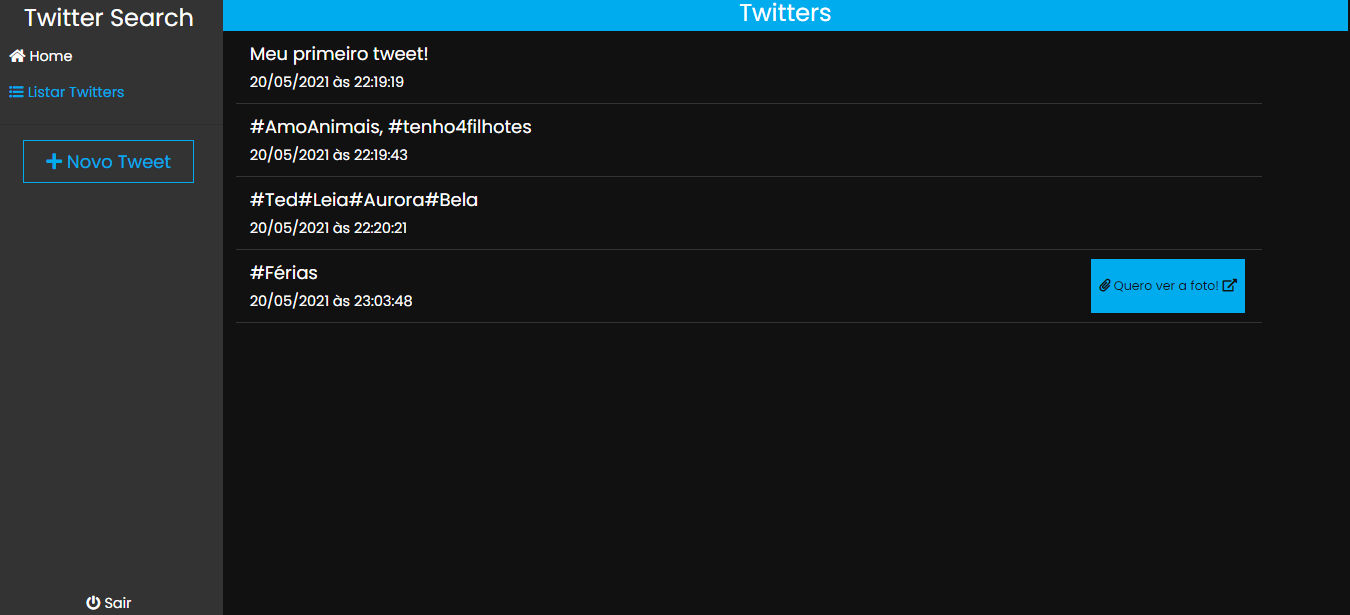 Twitter Search
Home
Listar Twitters
Novo Tweet
Sair
Twitters
Meu primeiro tweet!
20/05/2021 às 22:19:19
#AmoAnimais, #tenho4filhotes
20/05/2021 às 22:19:43
#Ted#Leia#Aurora#Bela
20/05/2021 às 22:20:21
#Férias
20/05/2021 às 23:03:48
Quero ver a foto!